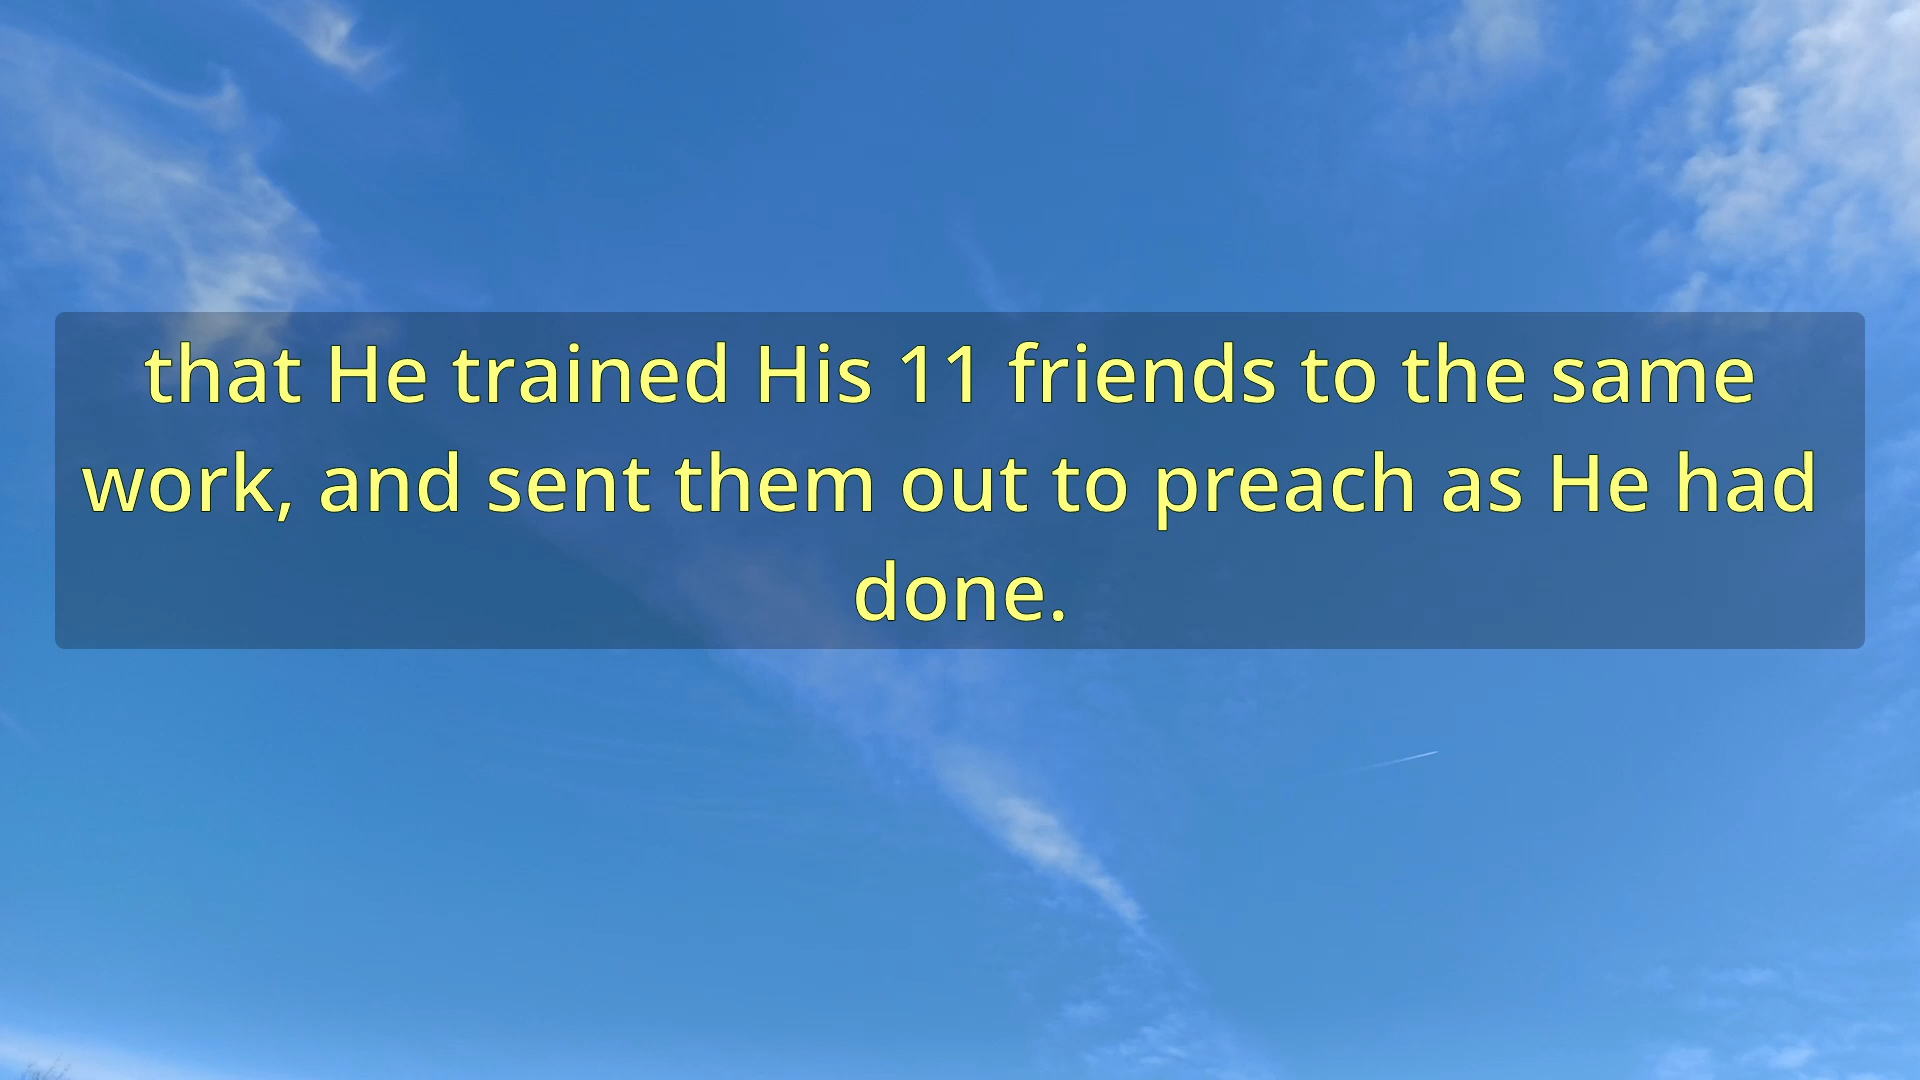 that He trained His 11 friends to the same
work, and sent them out to preach as He had
done.